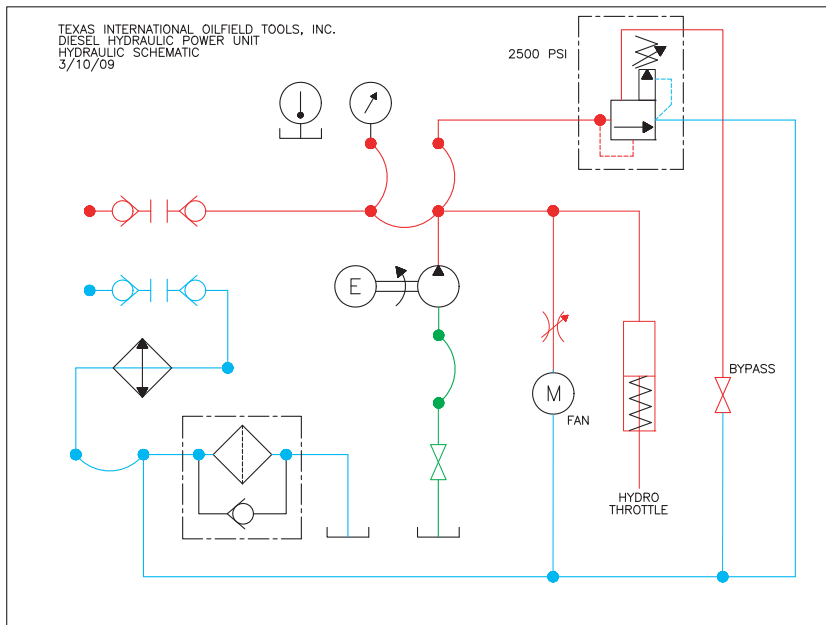 TEXAS INTERNATIONAL OILFIELD TOOLS, INC.
DIESEL HYDRAULIC POWER UNIT
HYDRAULIC SCHEMATIC
3/10/09
2500 PSI
E
M
FAN
BYPASS
HYDRO
THROTTLE